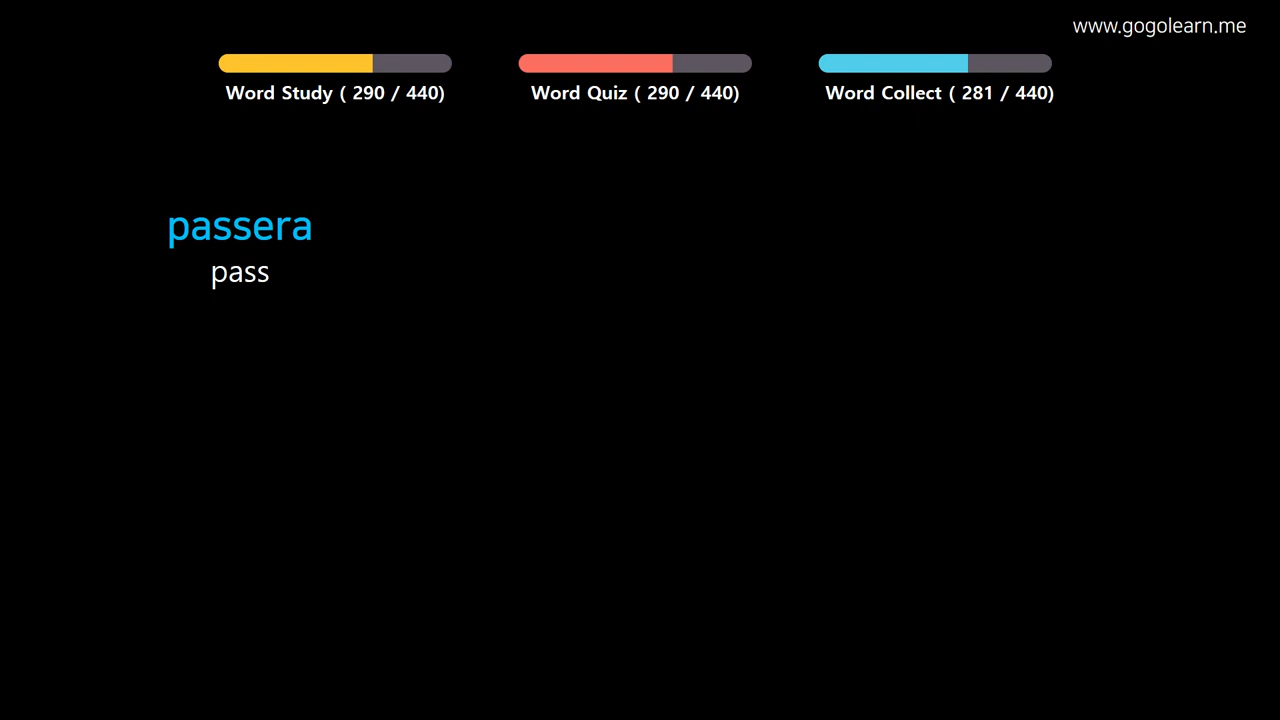 www.gogolearn.me
Word Study ( 290 / 440)
Word Quiz ( 290 / 440)
Word Collect ( 281 / 440)
passera
pass